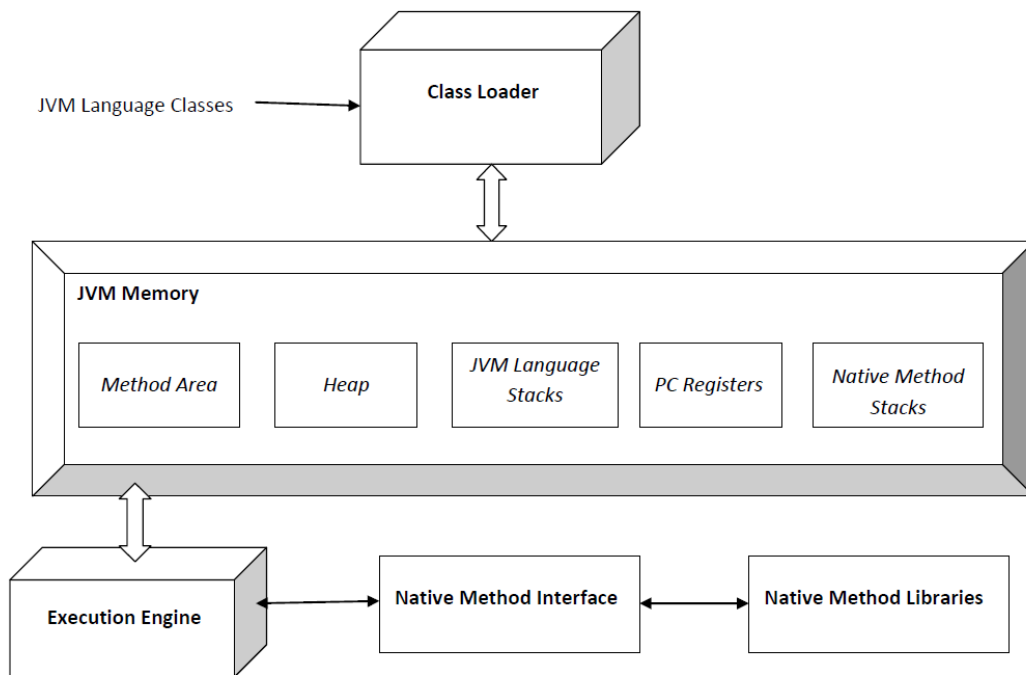 Class Loader
JVM Language Classes
JVM Memory
Method Area
Heap
JVM Language
Stacks
PC Registers
Native Method
Stacks
Execution Engine
Native Method Interface
Native Method Libraries